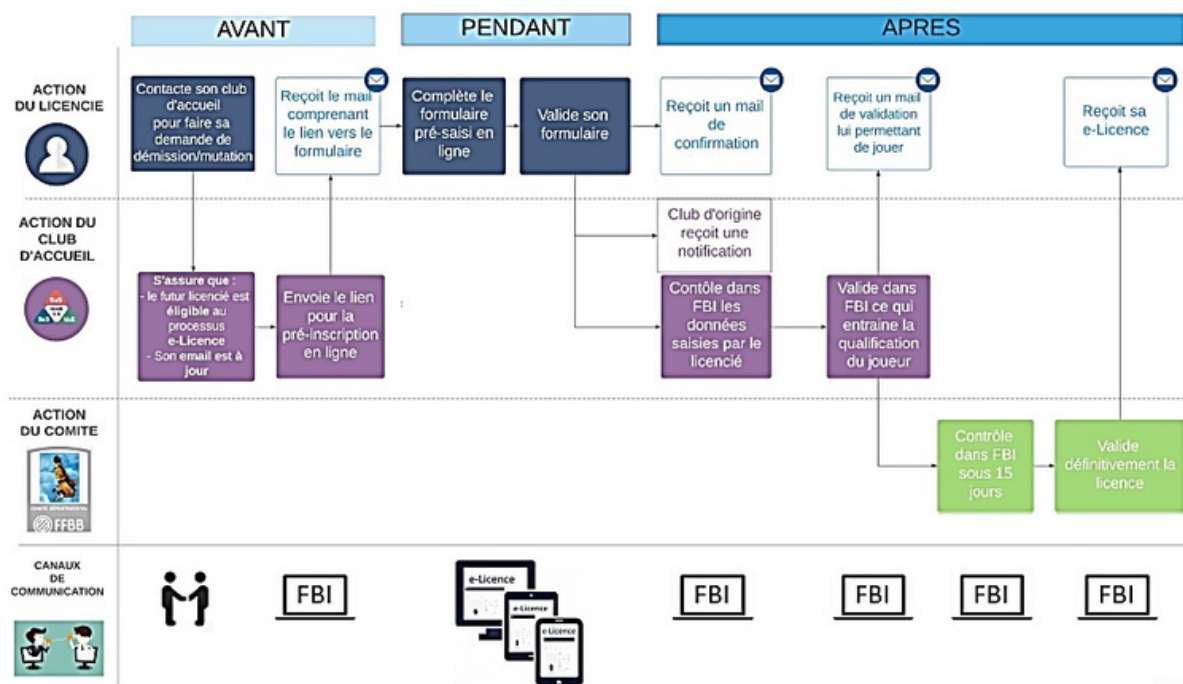 AVANT
PENDANT
APRES
ACTION
DU LICENCIE
Contacte son club
d'accueil
pour faire sa
demande de
démission/mutation
Reçoit le mail
comprenant
le lien vers le
formulaire
Complète le
formulaire
pré-saisi en
ligne
Valide son
formulaire
Reçoit un mail
de
confirmation
Reçoit un mail
de validation
lui permettant
de jouer
Reçoit sa
e-Licence
ACTION DU
CLUB
D'ACCUEIL
Club d'origine
reçoit une
notification
S'assure que :
- le futur licencié est
éligible au
processus
e-Licence
- Son email est à
jour
Envoie le lien
pour la
pré-inscription
en ligne
Contôle dans
FBI les
données
saisies par le
licencié
Valide dans
FBI ce qui
entraine la
qualification
du joueur
ACTION
DU COMITE
COMITE DEPARTEMENTAL
FFBB
Contrôle
dans FBI
sous 15
jours
Valide
définitivement la
licence
CANAUX
DE
COMMUNICATION
FBI
e-Licence
e-Licence
e-Licence
FBI
FBI
FBI
FBI